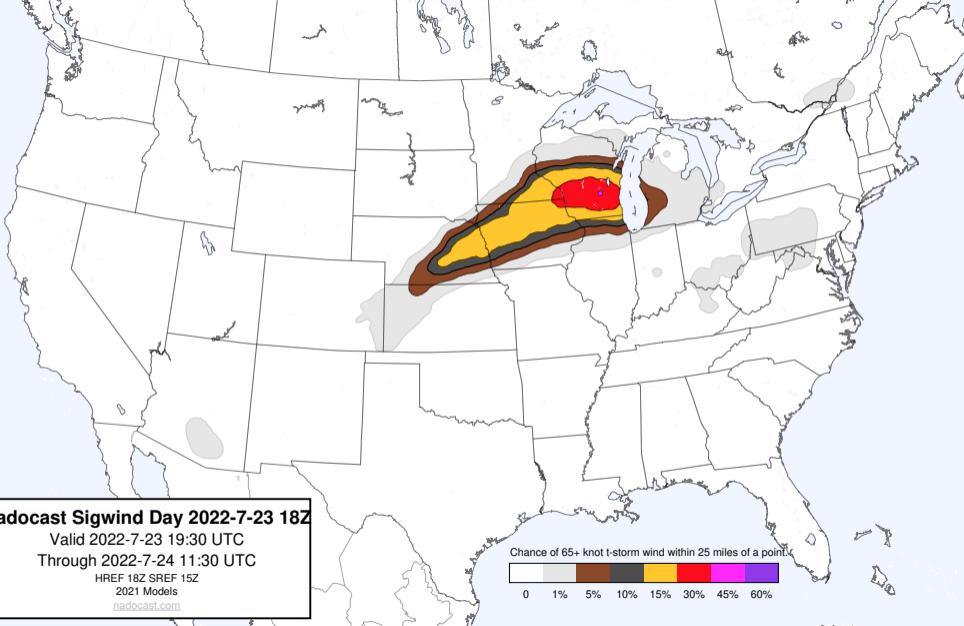 adocast Sigwind Day 2022-7-23 18Z
Valid 2022-7-23 19:30 UTC
Through 2022-7-24 11:30 UTC
HREF 18Z SREF 15Z
2021 Models
nadocast.com
Chance of 65+ knot t-storm wind within 25 miles of a point.
0 1% 5% 10% 15% 30% 45% 60%